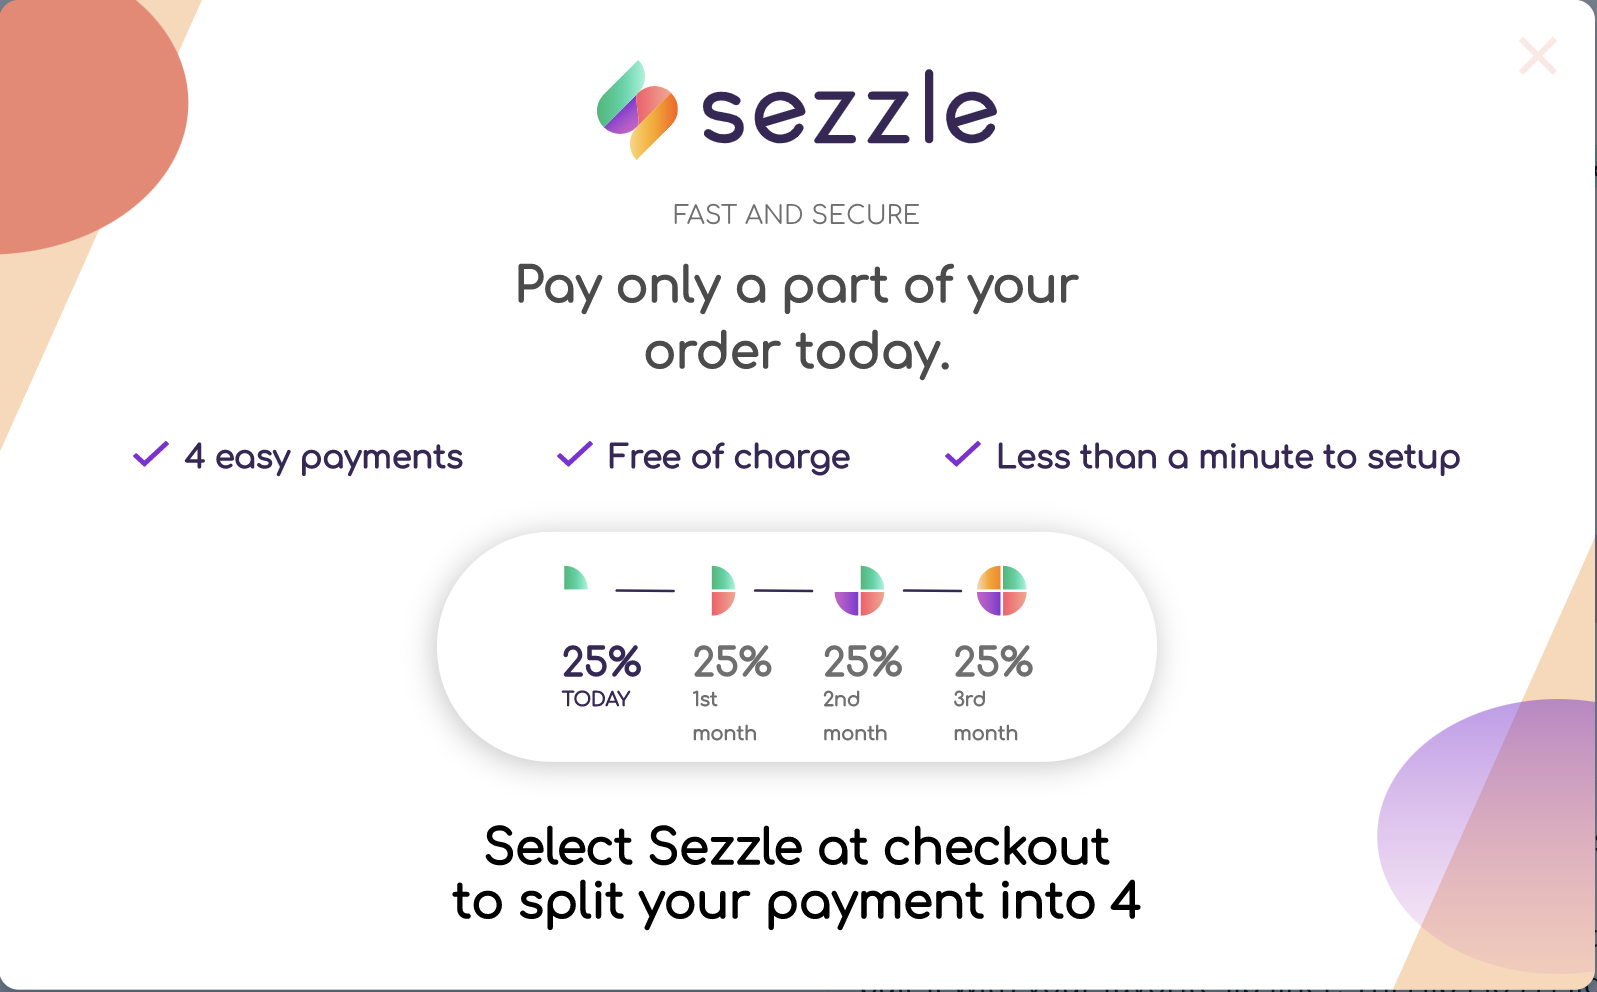 sezzle
FAST AND SECURE
Pay only a part of your
order today.
4 easy payments
Free of charge
Less than a minute to setup
25%
TODAY
25%
1st
month
25%
2nd
month
25%
3rd
month
Select Sezzle at checkout
to split your payment into 4